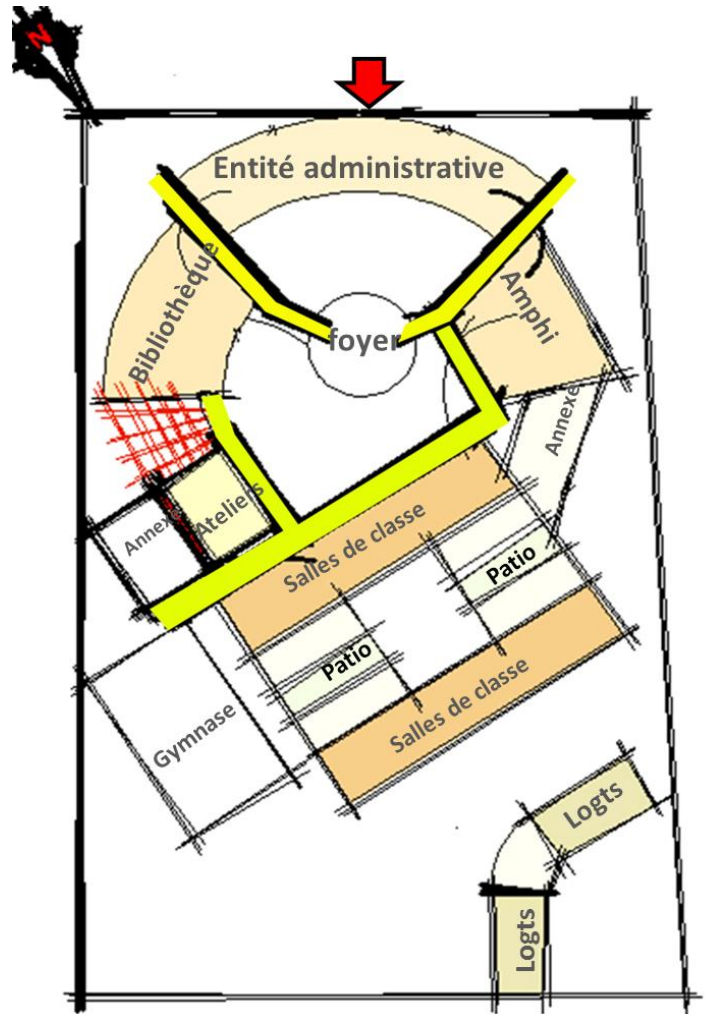 N
Entité administrative
Bibliothèque
Amphi
foyer
Annexe
Annexe
Ateliers
Salles de classe
Patio
Patio
Salles de classe
Gymnase
Logts
Logts